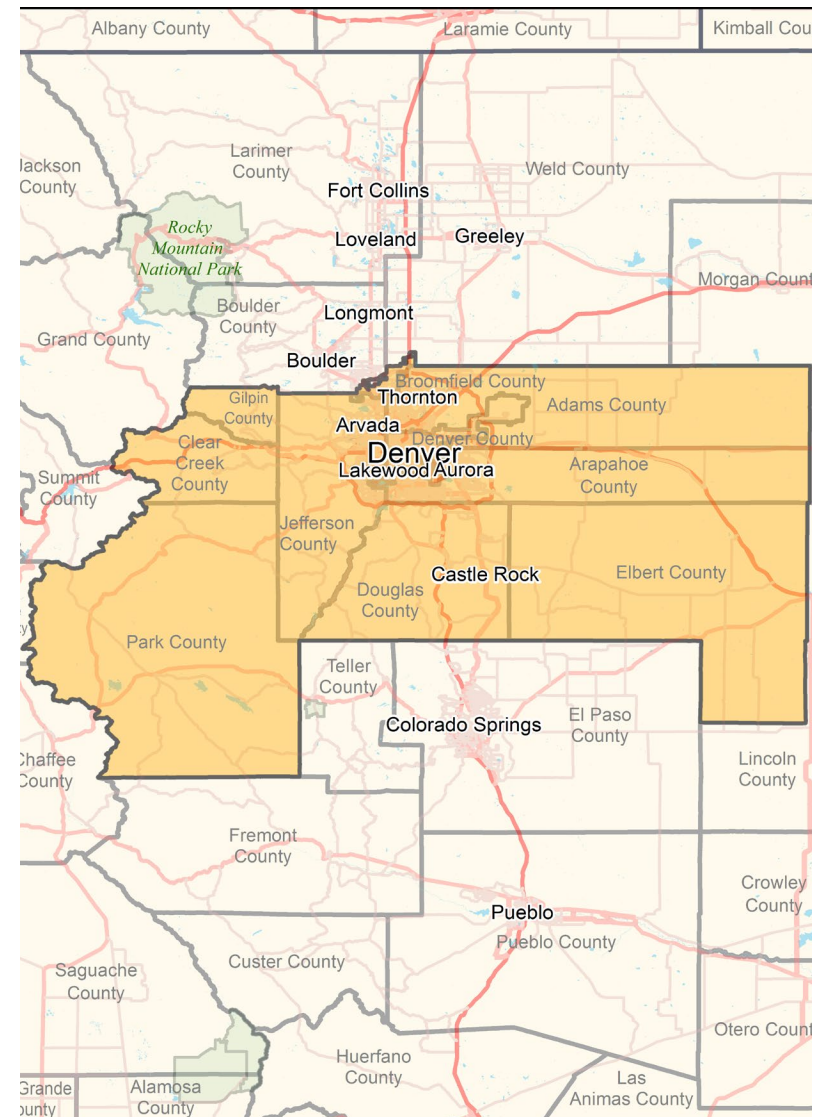 Albany County
Laramie County
Kimball Cou
Larimer
County
Weld County
Jackson
County
Fort Collins
Rocky
Mountain
National Park
Loveland
Greeley
Morgan Count
Boulder
County
Longmont
Grand County
Boulder
Broomfield County
Gilpin
County
Thornton
Adams County
Arvada
Denver County
Clear
Creek
County
Denver
Lakewood
Aurora
Arapahoe
County
Summit
County
Jefferson
County
Castle Rock
Elbert County
Douglas
County
Park County
Teller
County
Colorado Springs
El Paso
County
Chaffee
County
Lincoln
County
Fremont
County
Crowley
County
Pueblo
Pueblo County
Custer County
Saguache
County
Otero Count
Huerfano
County
Las
Animas County
Grande
ounty
Alamosa
County